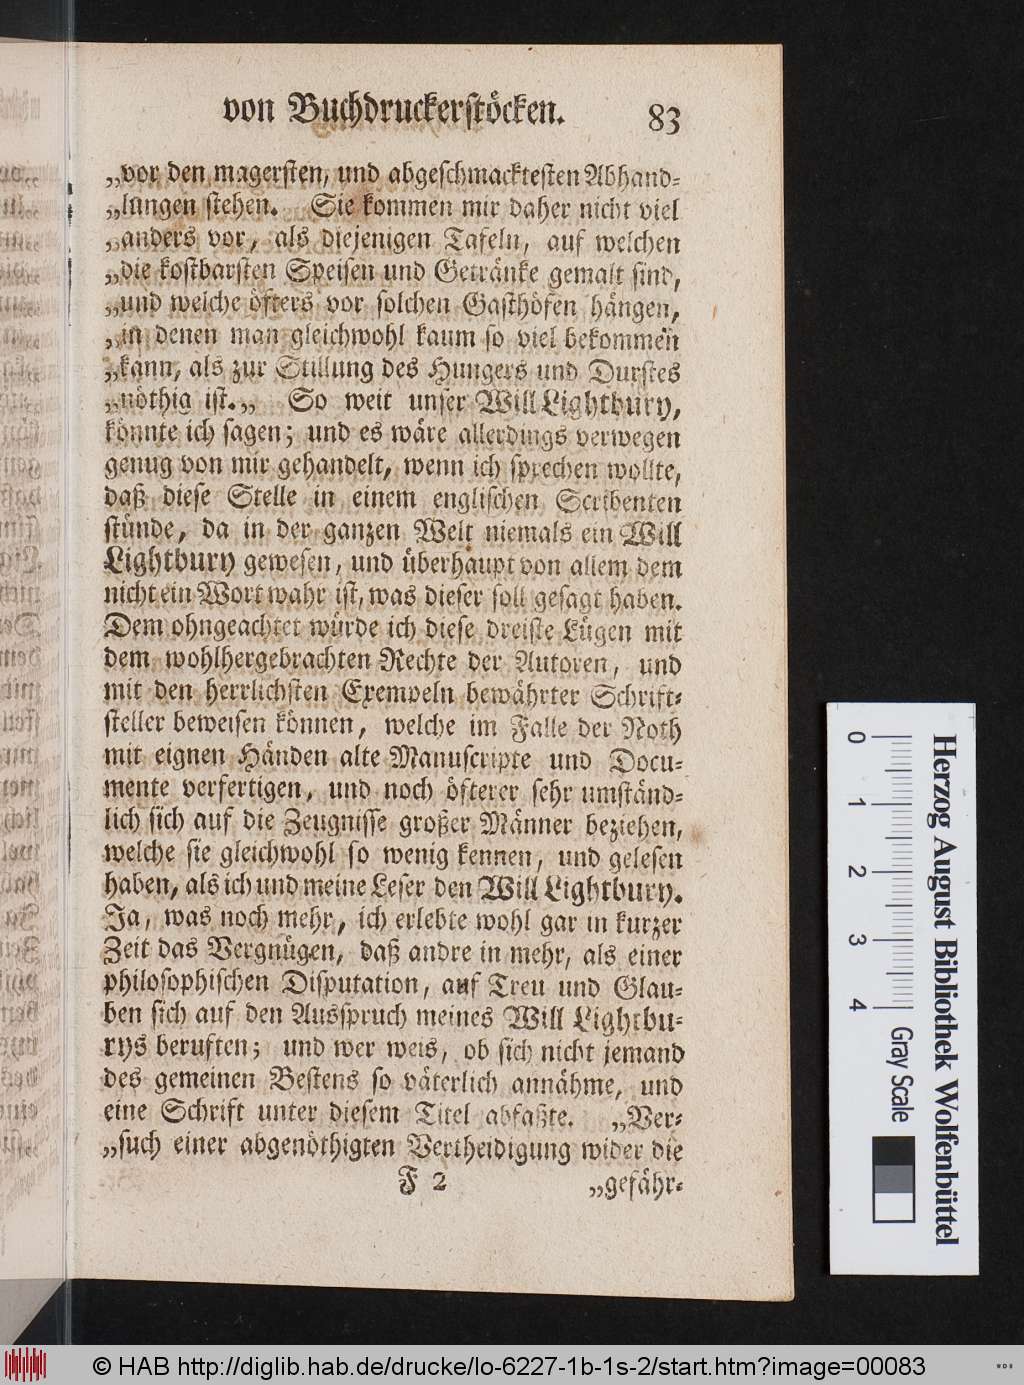 von Buchdruckerstöcken. 83
„vor den magersten, und abgeschmacktesten Abhand-
„lungen stehen. Sie kommen mir daher nicht viel
„anders vor, als diejenigen Tafeln, auf welchen
„die kostbarsten Speisen und Getränke gemalt sind,
„und welche öfters vor solchen Gasthöfen hängen,
„in denen man gleichwohl kaum so viel bekommen
„kann, als zur Stillung des Hungers und Durstes
„nöthig ist.„ So weit unser Will Lightbury,
könnte ich sagen; und es wäre allerdings verwegen
genug von mir gehandelt, wenn ich sprechen wollte,
daß diese Stelle in einem englischen Scribenten
stünde, da in der ganzen Welt niemals ein Will
Lightbury gewesen, und überhaupt von allem dem
nicht ein Wort wahr ist, was dieser soll gesagt haben.
Dem ohngeachtet würde ich diese dreiste Lügen mit
dem wohlhergebrachten Rechte der Autoren, und
mit den herrlichsten Exempeln bewährter Schrift-
steller beweisen können, welche im Falle der Noth
mit eignen Händen alte Manuscripte und Docu-
mente verfertigen, und noch öfterer sehr umständ-
lich sich auf die Zeugnisse großer Männer beziehen,
welche sie gleichwohl so wenig kennen, und gelesen
haben, als ich und meine Leser den Will Lightbury.
Ja, was noch mehr, ich erlebte wohl gar in kurzer
Zeit das Vergnügen, daß andre in mehr, als einer
philosophischen Disputation, auf Treu und Glau-
ben sich auf den Ausspruch meines Will Lightbu-
rys beruften; und wer weis, ob sich nicht jemand
des gemeinen Bestens so väterlich annähme, und
eine Schrift unter diesem Titel abfaßte. „Ver-
„such einer abgenöthigten Vertheidigung wider die
F 2 „gefähr-
Herzog August Bibliothek Wolfenbüttel
0 1 2 3 4 Gray Scale
© HAB http://diglib.hab.de/drucke/lo-6227-1b-1s-2/start.htm?image=00083